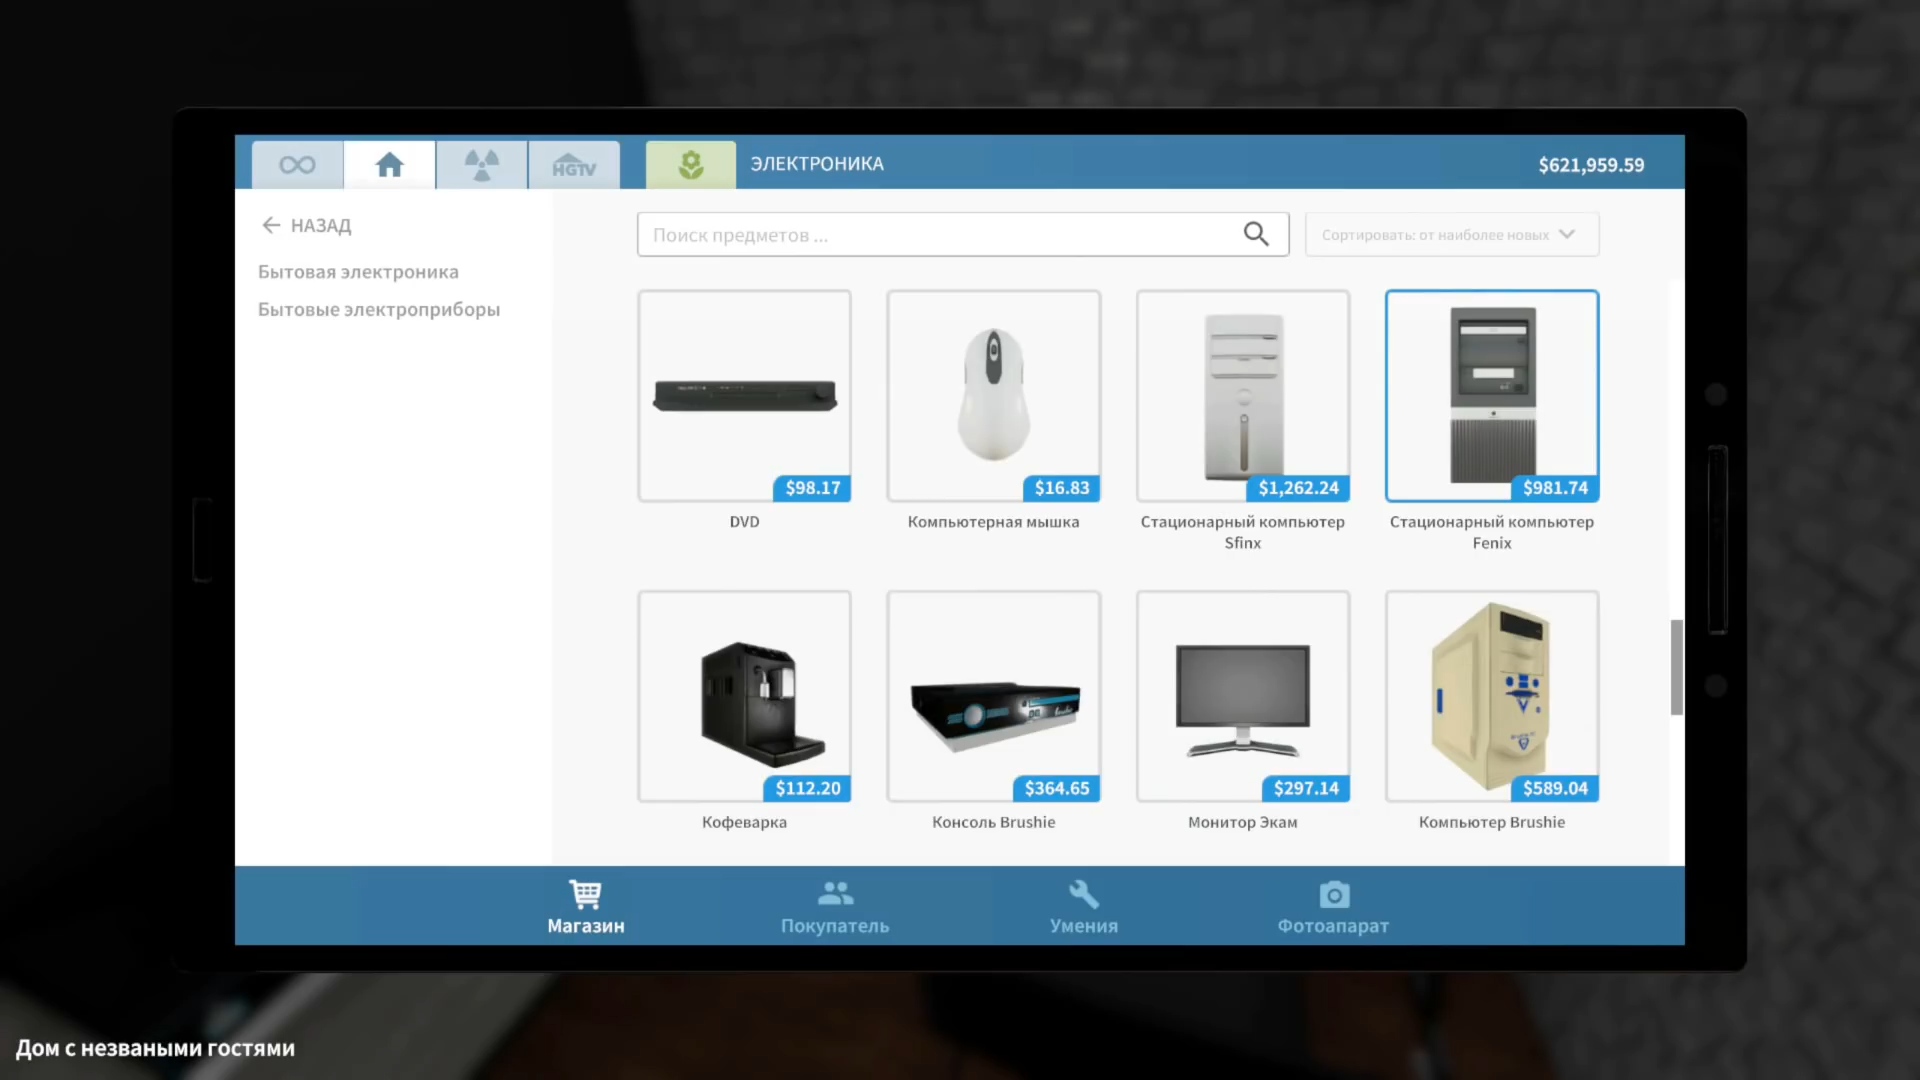 HGTV
ЭЛЕКТРОНИКА
$621,959.59
НАЗАД
Бытовая электроника
Бытовые электроприборы
Поиск предметов ...
Сортировать: от наиболее новых
$98.17
$16.83
$1,262.24
$981.74
DVD
Компьютерная мышка
Стационарный компьютер
Sfinx
Стационарный компьютер
Fenix
$112.20
$364.65
$297.14
$589.04
Кофеварка
Консоль Brushie
Монитор Экам
Компьютер Brushie
Магазин
Покупатель
Умения
Фотоапарат
Дом с незваными гостями